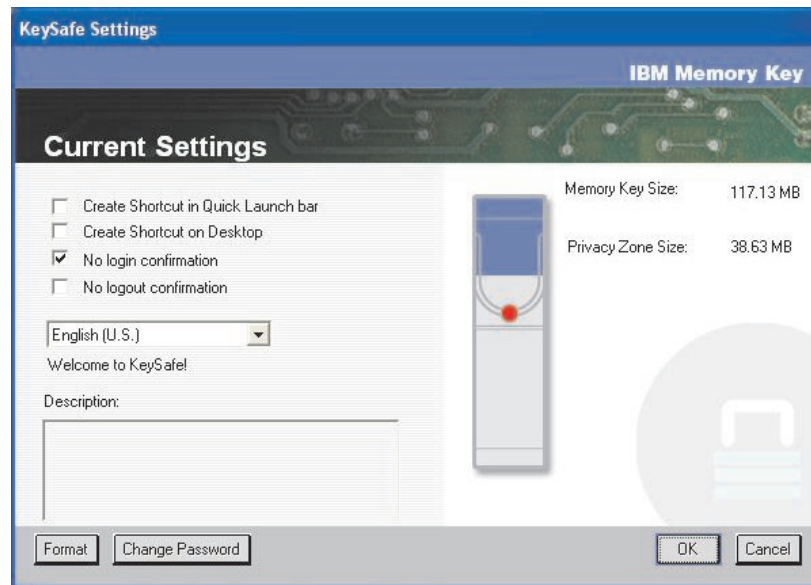 KeySafe Settings
IBM Memory Key
Current Settings
Create Shortcut in Quick Launch bar
Create Shortcut on Desktop
No login confirmation
No logout confirmation
English (U.S.)
Welcome to KeySafe!
Description:
Memory Key Size: 117.13 MB
Privacy Zone Size: 38.63 MB
Format Change Password OK Cancel